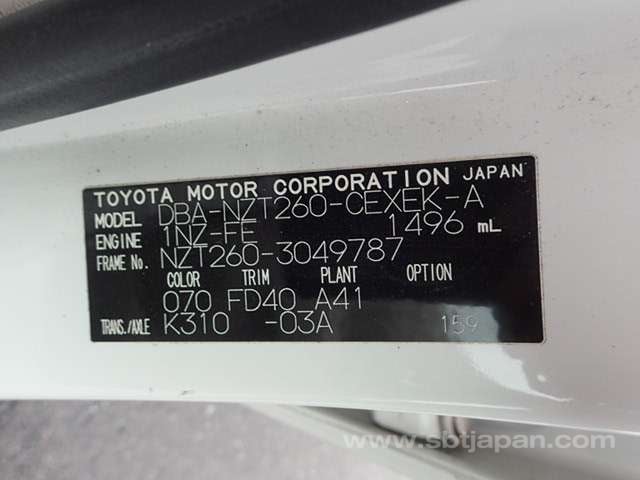 TOYOTA MOTOR CORPORATION JAPAN
MODEL DBA-NZT260-CEXEK-A
ENGINE 1NZ-FE 1496 mL
FRAME No. NZT260-3049787
COLOR TRIM PLANT OPTION
070 FD40 A41
TRANS./AXLE K310 -03A 159
www.sbtjapan.com